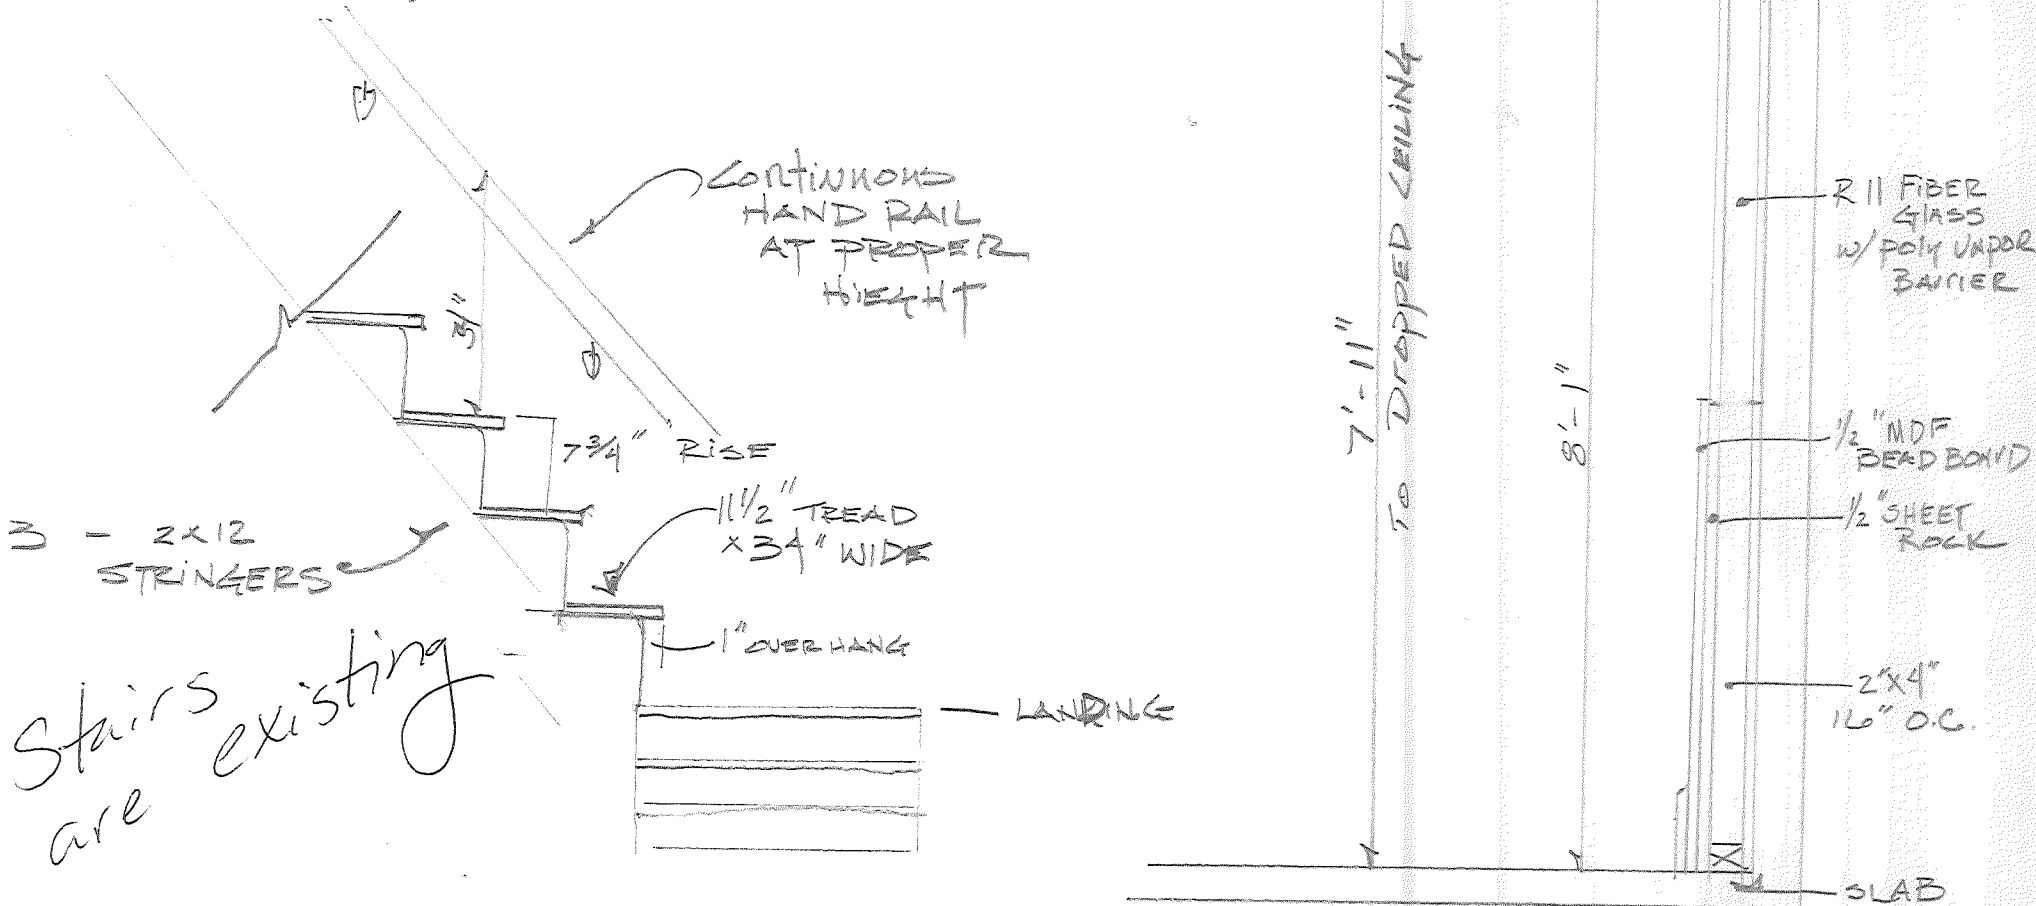 CONTINUOUS
HAND RAIL
AT PROPER
HIEGHT
7 3/4" RISE
11 1/2" TREAD
x 34" WIDE
3 - 2x12
STRINGERS
1" OVER HANG
LANDING
Stairs
are existing
7'-11"
TO DROPPED CEILING
8'-1"
R 11 FIBER
GLASS
w/ POLY VAPOR
BARRIER
1/2" MDF
BEAD BOARD
1/2" SHEET
ROCK
2"x4"
16" O.C.
SLAB